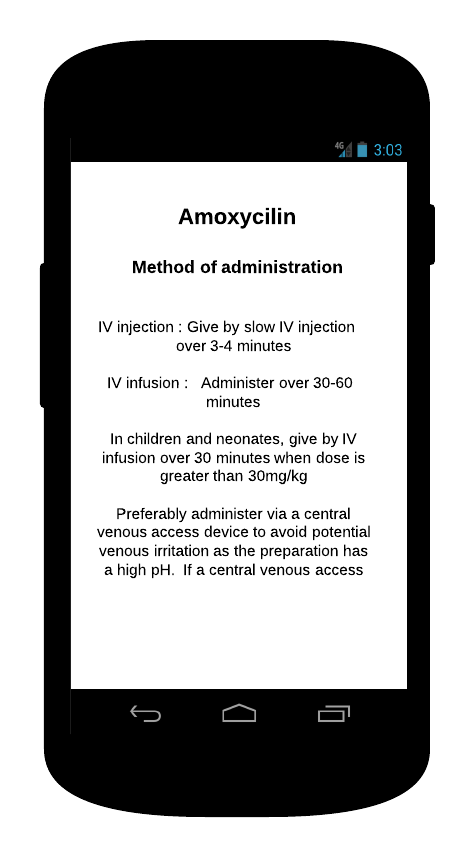 4G 3:03
Amoxycilin
Method of administration
IV injection : Give by slow IV injection
over 3-4 minutes
IV infusion : Administer over 30-60
minutes
In children and neonates, give by IV
infusion over 30 minutes when dose is
greater than 30mg/kg
Preferably administer via a central
venous access device to avoid potential
venous irritation as the preparation has
a high pH. If a central venous access